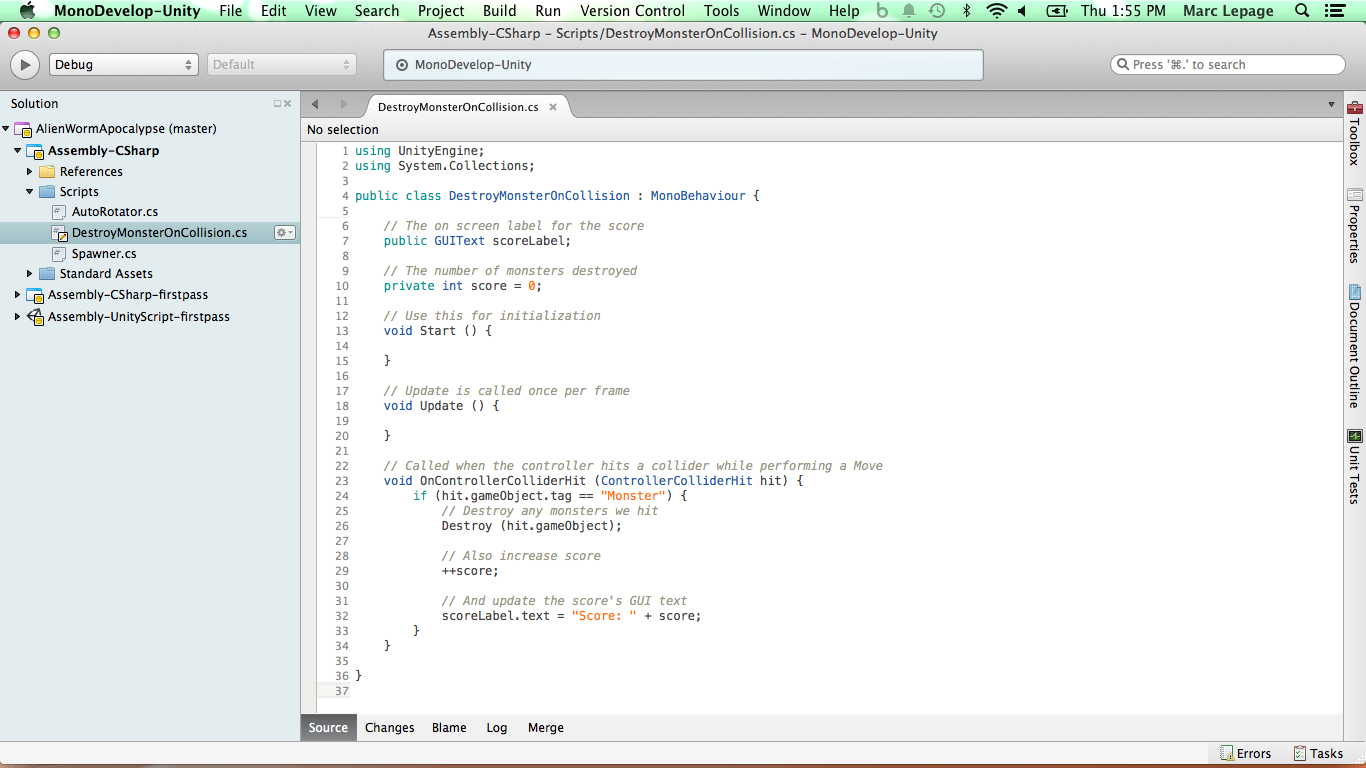 MonoDevelop-Unity File Edit View Search Project Build Run Version Control Tools Window Help Thu 1:55 PM Marc Lepage
Assembly-CSharp – Scripts/DestroyMonsterOnCollision.cs – MonoDevelop-Unity
Debug Default MonoDevelop-Unity Press '⌘.' to search
Solution
AlienWormApocalypse (master)
Assembly-CSharp
References
Scripts
AutoRotator.cs
DestroyMonsterOnCollision.cs
Spawner.cs
Standard Assets
Assembly-CSharp-firstpass
Assembly-UnityScript-firstpass
DestroyMonsterOnCollision.cs
No selection
1 using UnityEngine;
2 using System.Collections;
3
4 public class DestroyMonsterOnCollision : MonoBehaviour {
5
6     // The on screen label for the score
7     public GUIText scoreLabel;
8
9     // The number of monsters destroyed
10     private int score = 0;
11
12     // Use this for initialization
13     void Start () {
14
15     }
16
17     // Update is called once per frame
18     void Update () {
19
20     }
21
22     // Called when the controller hits a collider while performing a Move
23     void OnControllerColliderHit (ControllerColliderHit hit) {
24         if (hit.gameObject.tag == "Monster") {
25             // Destroy any monsters we hit
26             Destroy (hit.gameObject);
27
28             // Also increase score
29             ++score;
30
31             // And update the score's GUI text
32             scoreLabel.text = "Score: " + score;
33         }
34     }
35
36 }
37
Source Changes Blame Log Merge
Toolbox
Properties
Document Outline
Unit Tests
Errors Tasks